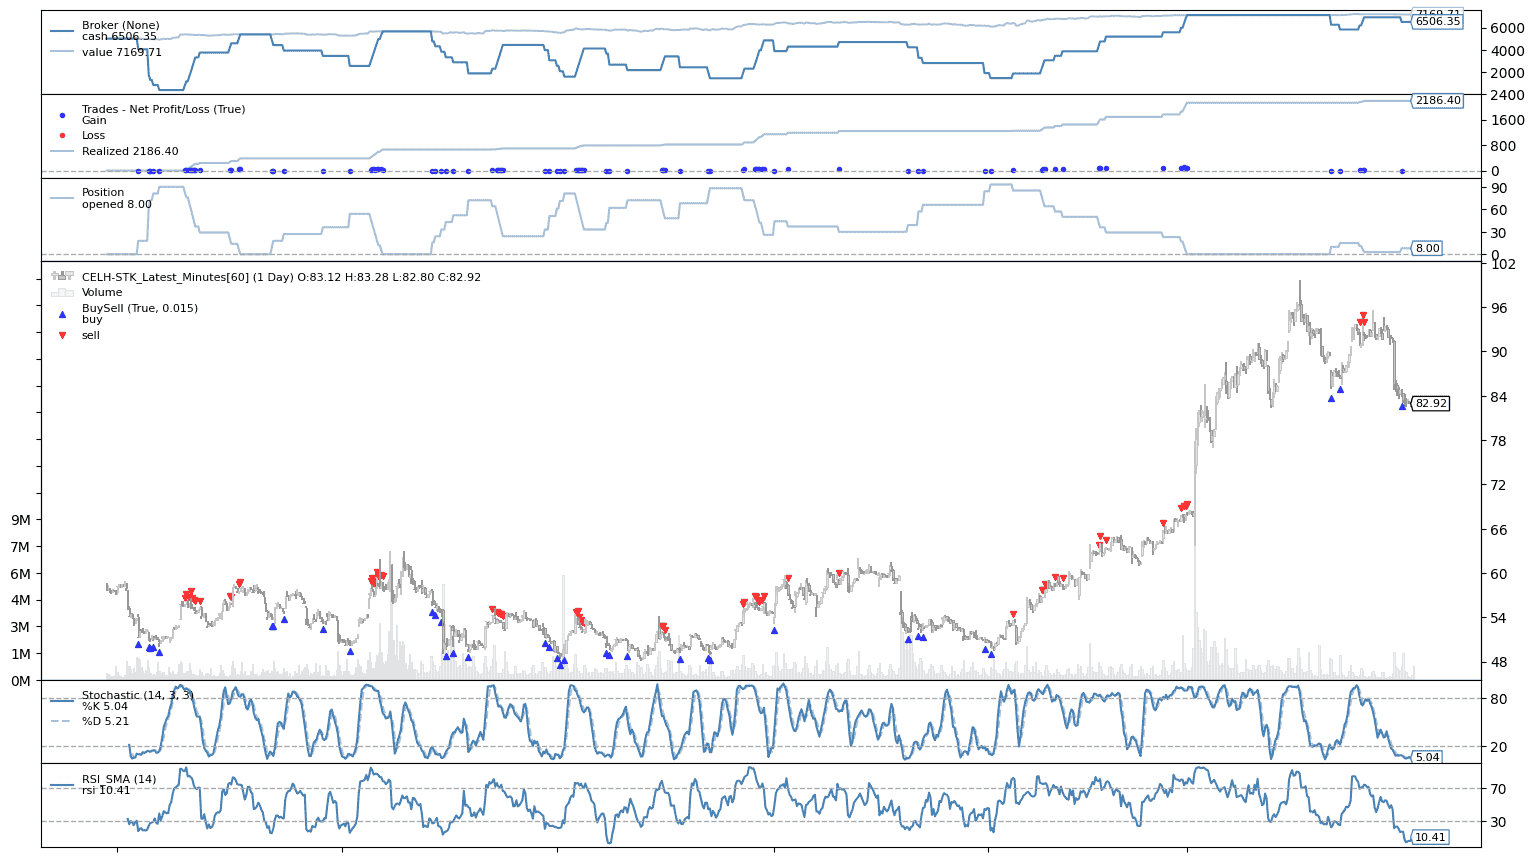 Broker (None)
cash 6506.35
value 7169.71
7169.71
6506.35
6000
4000
2000
Trades - Net Profit/Loss (True)
Gain
Loss
Realized 2186.40
2400
2186.40
1600
800
0
Position
opened 8.00
90
60
30
8.00
0
CELH-STK_Latest_Minutes[60] (1 Day) O:83.12 H:83.28 L:82.80 C:82.92
Volume
BuySell (True, 0.015)
buy
sell
102
96
90
84
82.92
78
72
66
60
54
48
9M
7M
6M
4M
3M
1M
0M
Stochastic (14, 3, 3)
%K 5.04
%D 5.21
80
20
5.04
RSI_SMA (14)
rsi 10.41
70
30
10.41